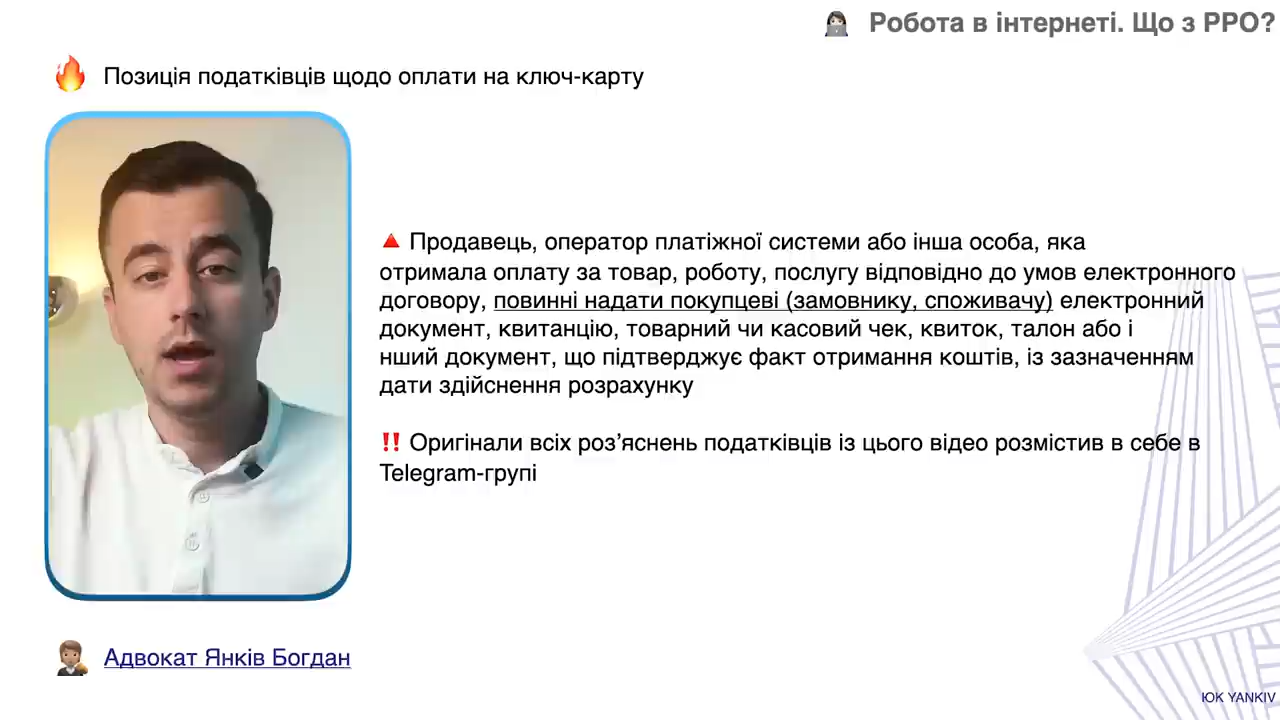 Робота в інтернеті. Що з РРО?
Позиція податківців щодо оплати на ключ-карту
Продавець, оператор платіжної системи або інша особа, яка
отримала оплату за товар, роботу, послугу відповідно до умов електронного
договору, повинні надати покупцеві (замовнику, споживачу) електронний
документ, квитанцію, товарний чи касовий чек, квиток, талон або і
нший документ, що підтверджує факт отримання коштів, із зазначенням
дати здійснення розрахунку
‼️ Оригінали всіх роз’яснень податківців із цього відео розмістив в себе в
Telegram-групі
Адвокат Янків Богдан
ЮК YANKIV